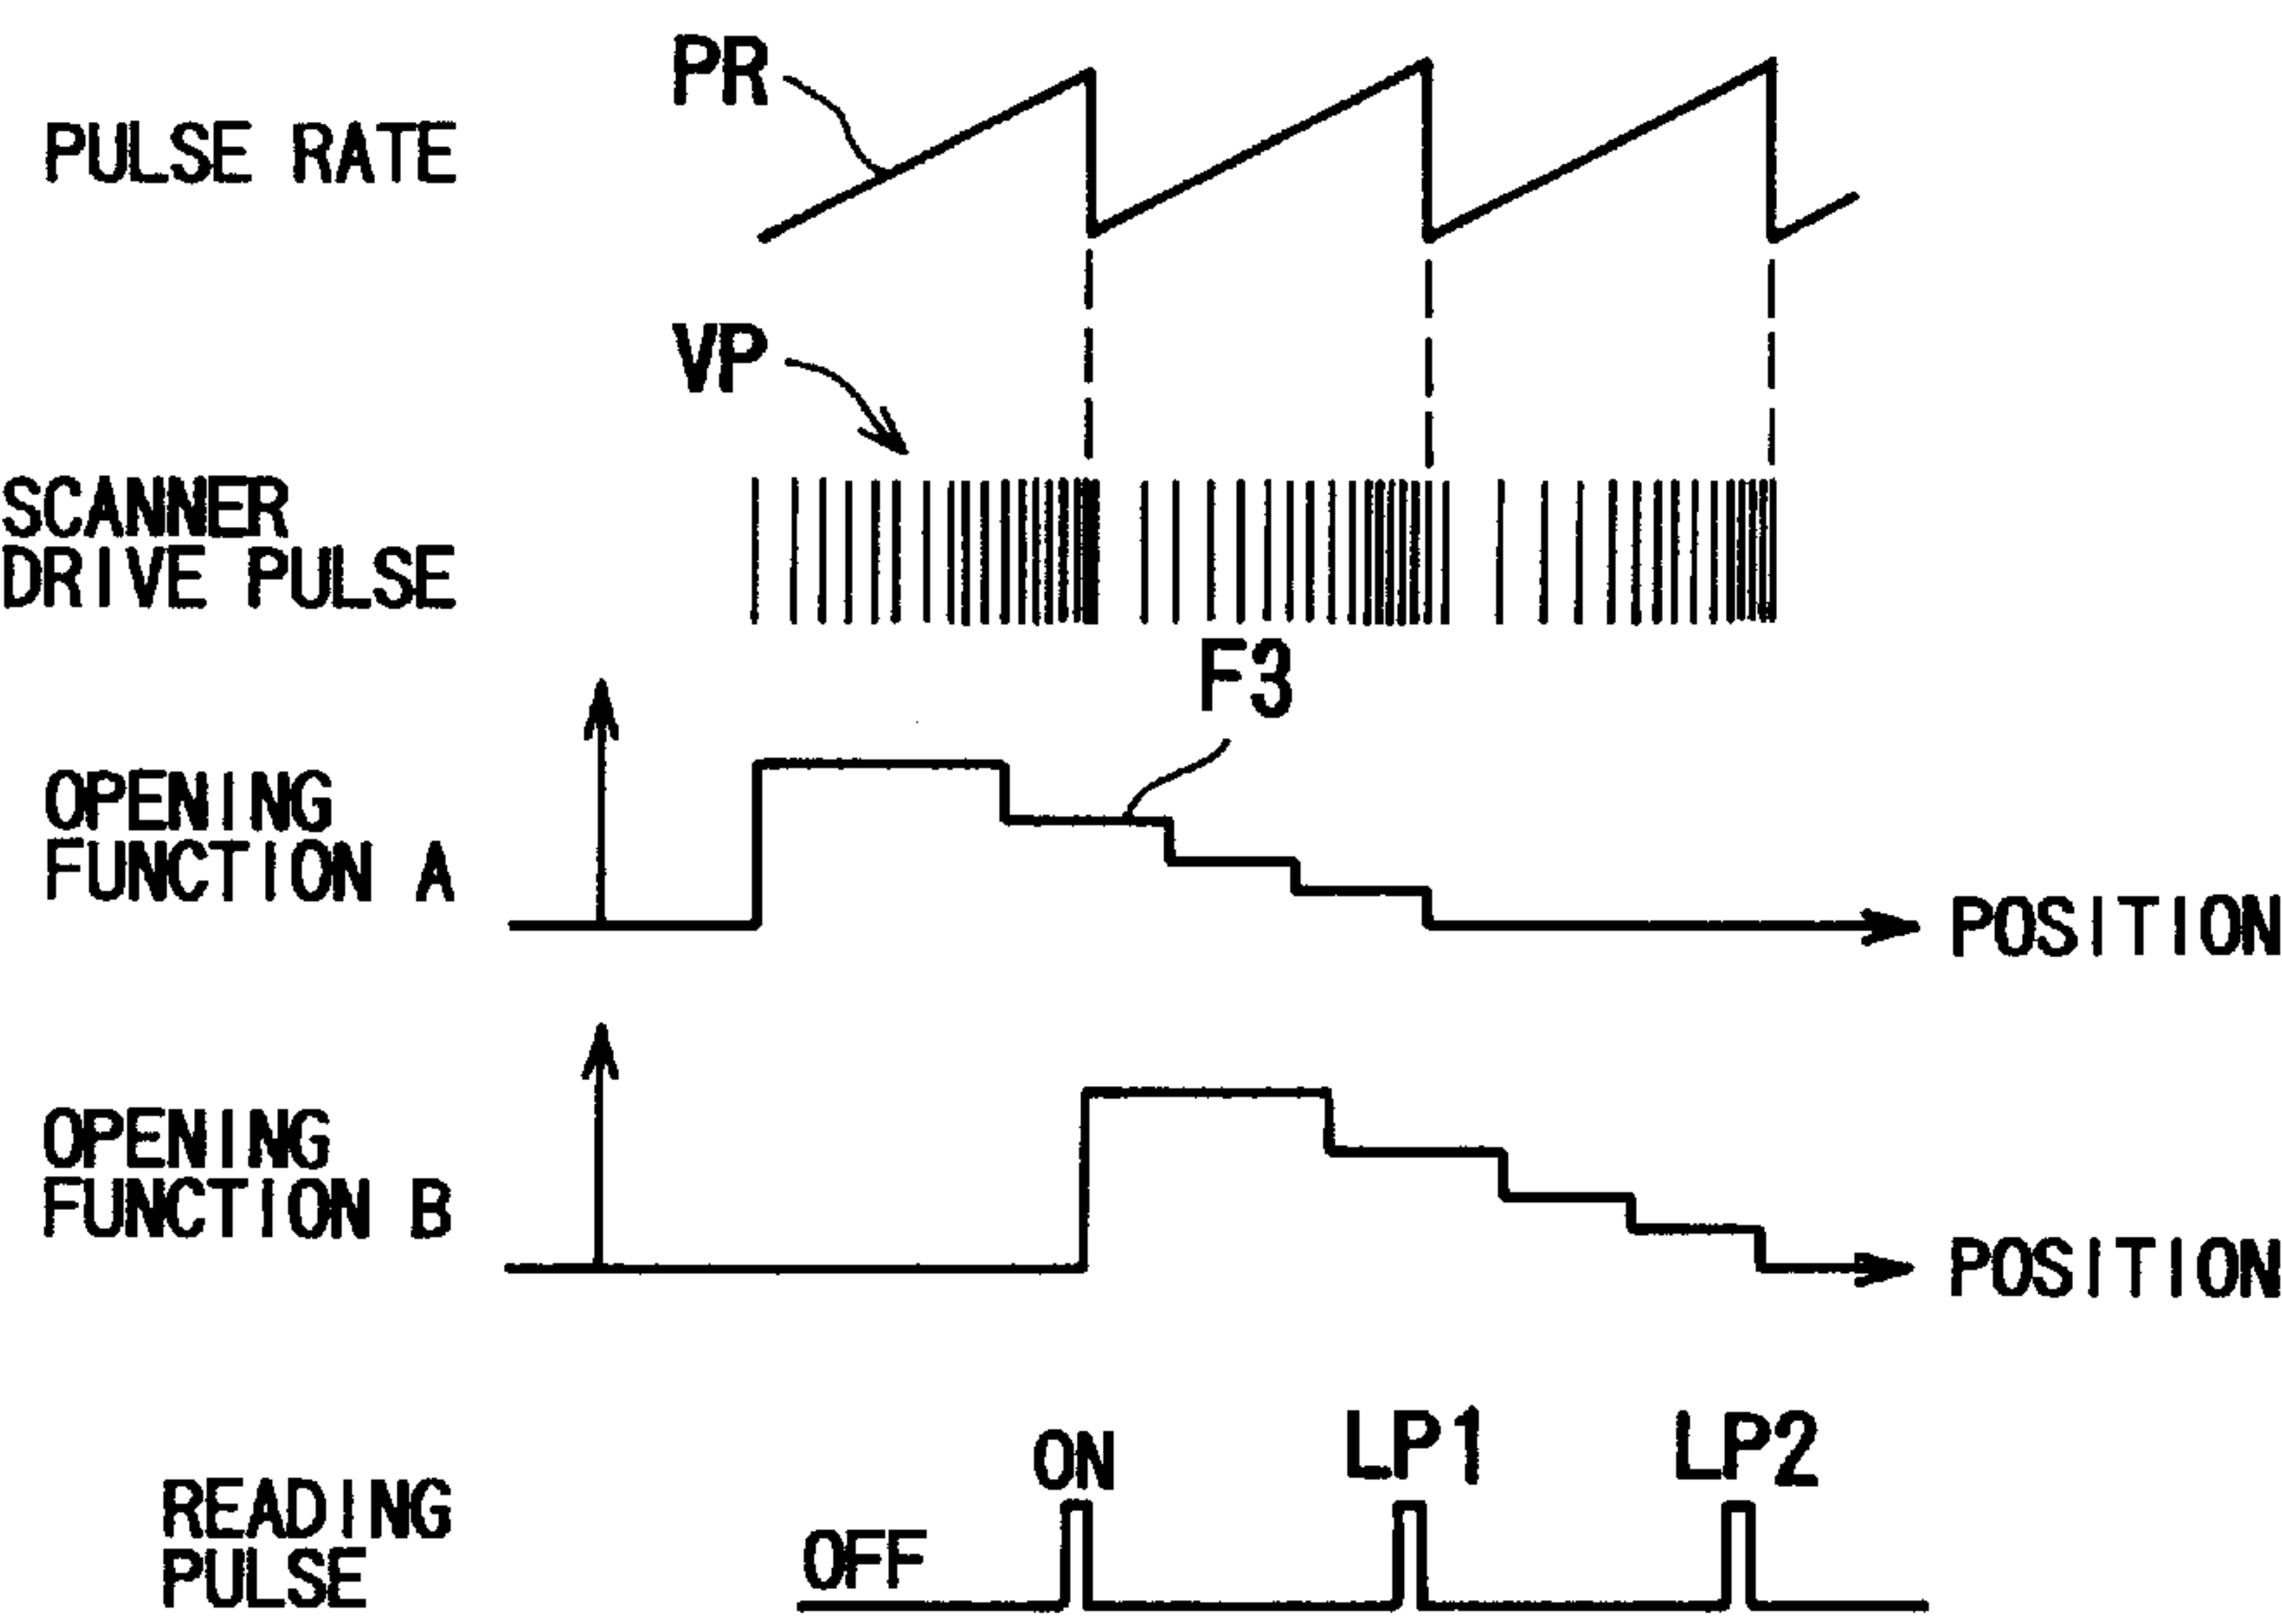 PR
PULSE RATE
VP
SCANNER
DRIVE PULSE
F3
OPENING
FUNCTION A
POSITION
OPENING
FUNCTION B
POSITION
ON
LP1
LP2
READING
PULSE
OFF